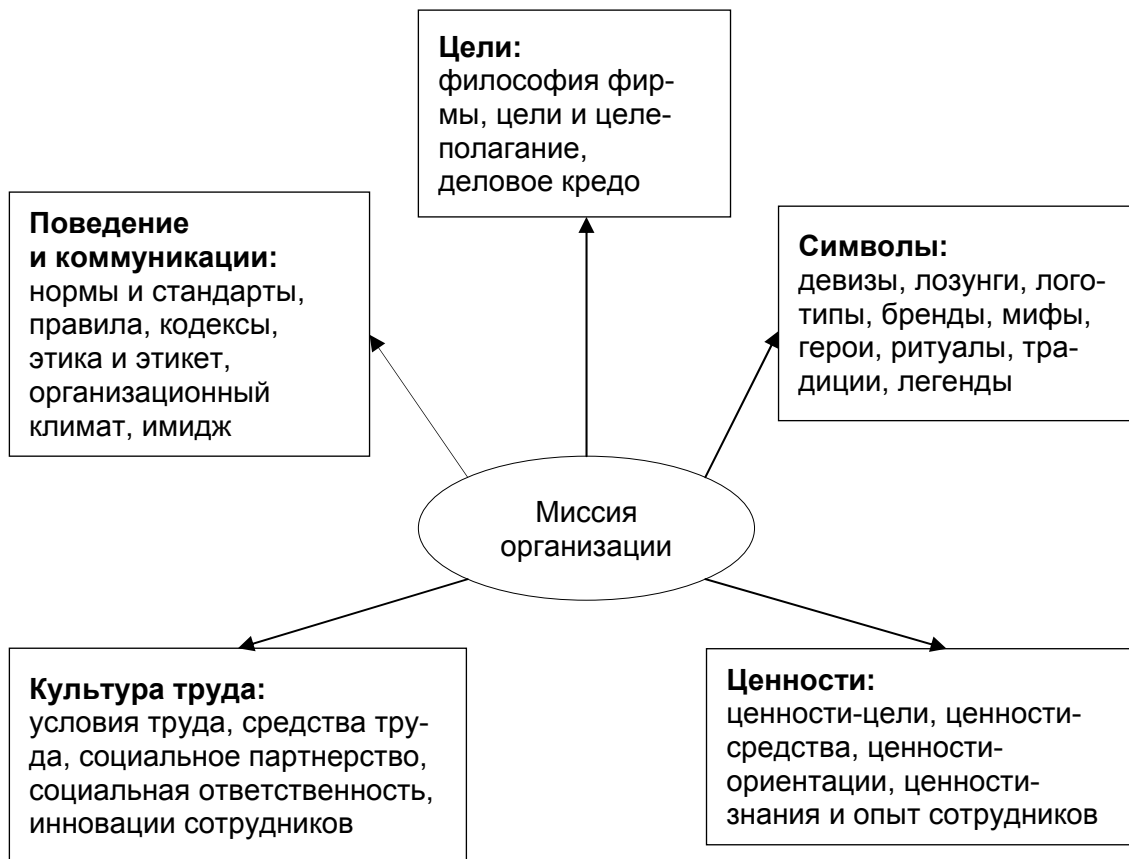 Цели:
философия фир-
мы, цели и целе-
полагание,
деловое кредо
Поведение
и коммуникации:
нормы и стандарты,
правила, кодексы,
этика и этикет,
организационный
климат, имидж
Символы:
девизы, лозунги, лого-
типы, бренды, мифы,
герои, ритуалы, тра-
диции, легенды
Миссия
организации
Культура труда:
условия труда, средства тру-
да, социальное партнерство,
социальная ответственность,
инновации сотрудников
Ценности:
ценности-цели, ценности-
средства, ценности-
ориентации, ценности-
знания и опыт сотрудников